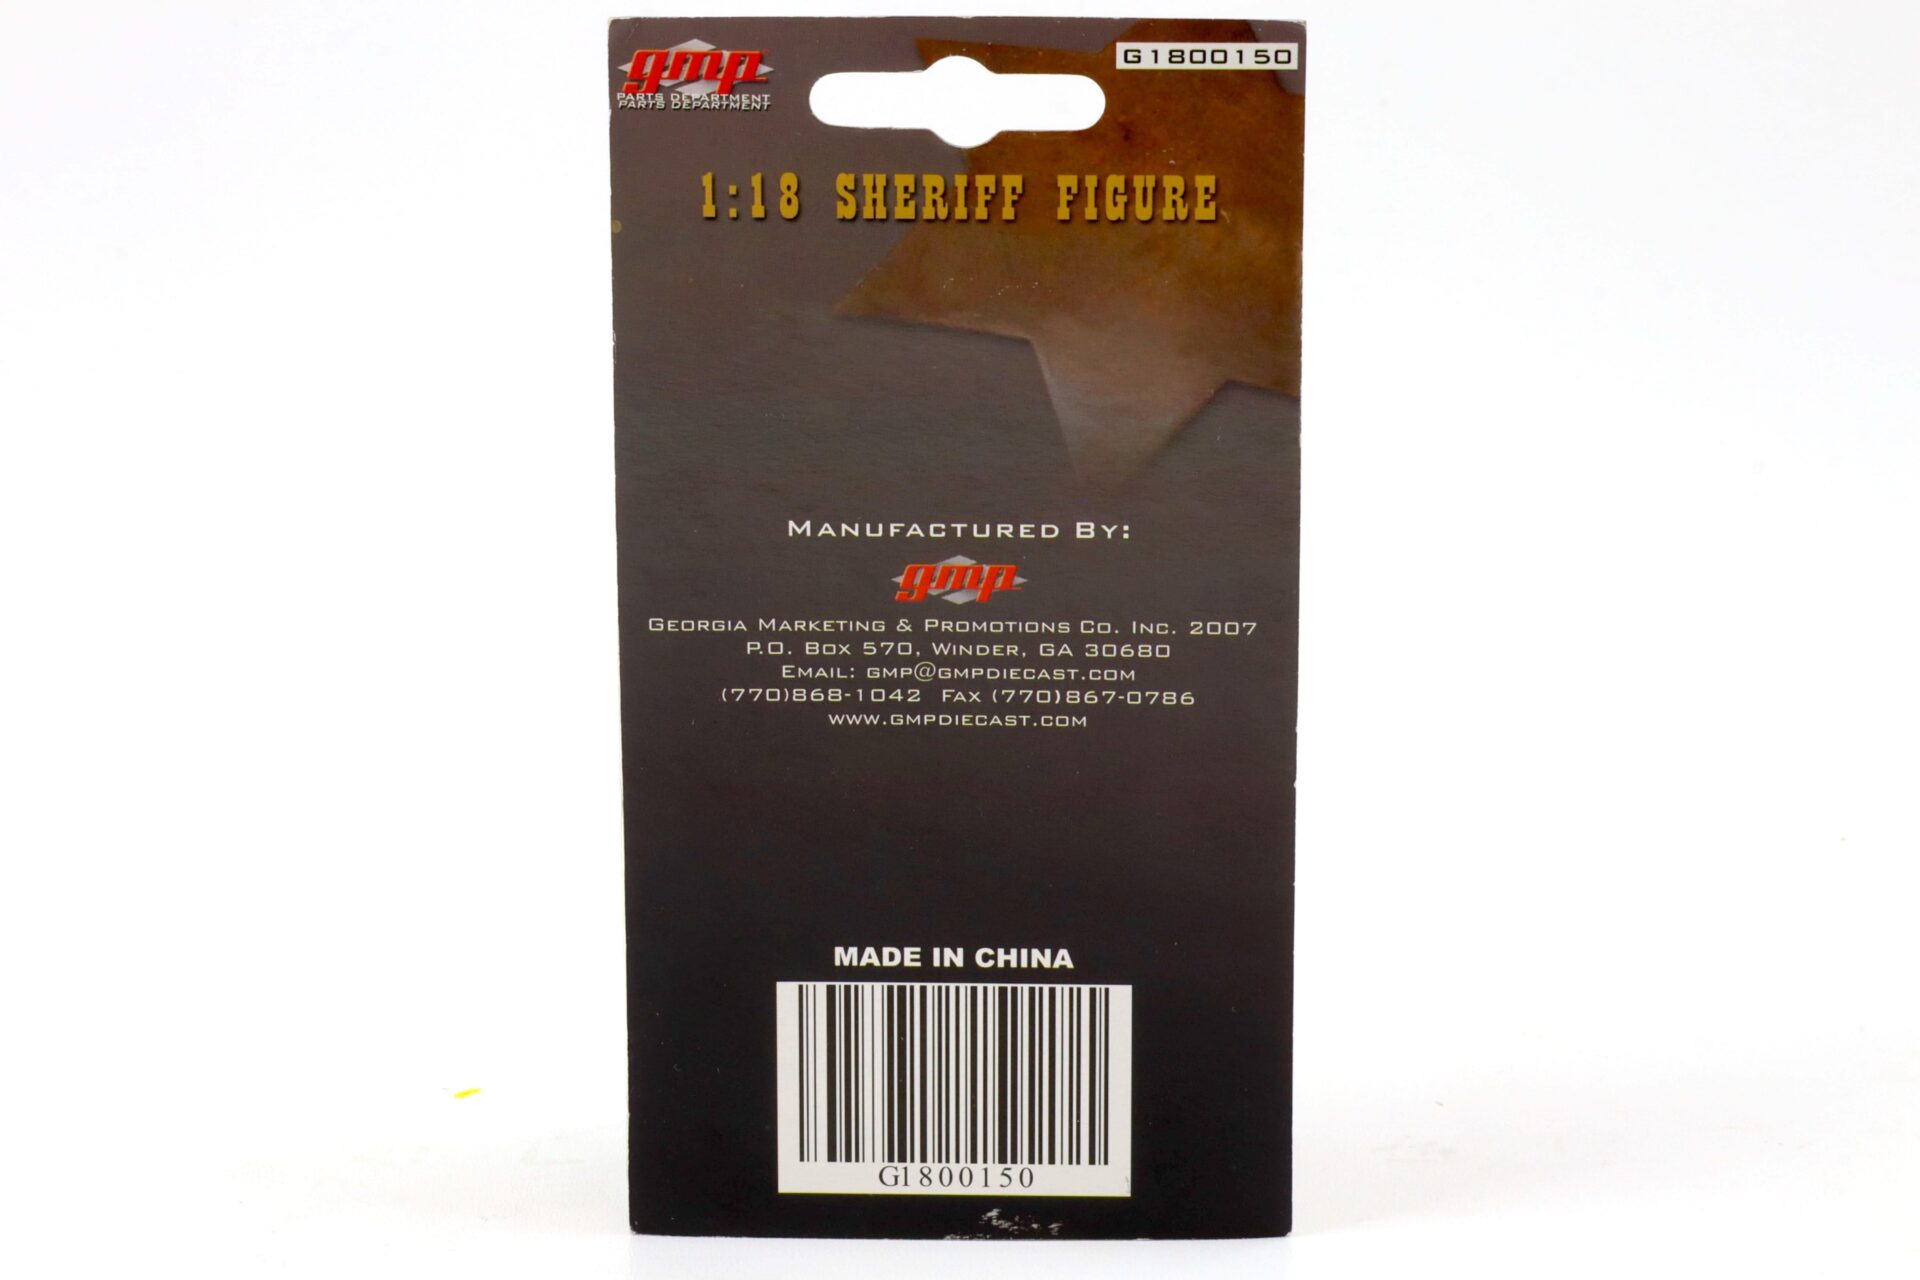 gmp
PARTS DEPARTMENT
PARTS DEPARTMENT
G1800150
1:18 SHERIFF FIGURE
MANUFACTURED BY:
gmp
GEORGIA MARKETING & PROMOTIONS CO. INC. 2007
P.O. BOX 570, WINDER, GA 30680
EMAIL: GMP@GMPDIECAST.COM
(770)868-1042 FAX (770)867-0786
WWW.GMPDIECAST.COM
MADE IN CHINA
G1800150